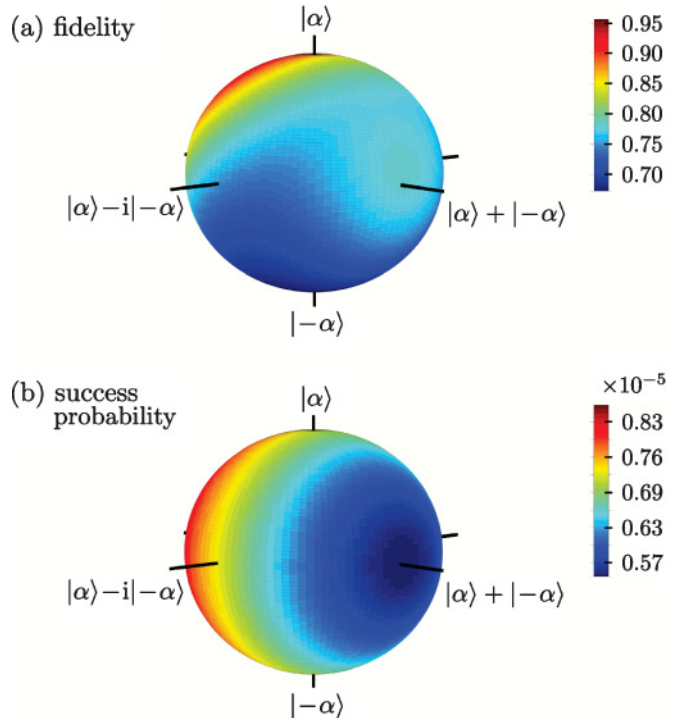 (a) fidelity
|α⟩
0.95
0.90
0.85
0.80
0.75
0.70
|α⟩−i|−α⟩
|α⟩ + |−α⟩
|−α⟩
(b) success
probability
|α⟩
×10⁻⁵
0.83
0.76
0.69
0.63
0.57
|α⟩−i|−α⟩
|α⟩ + |−α⟩
|−α⟩